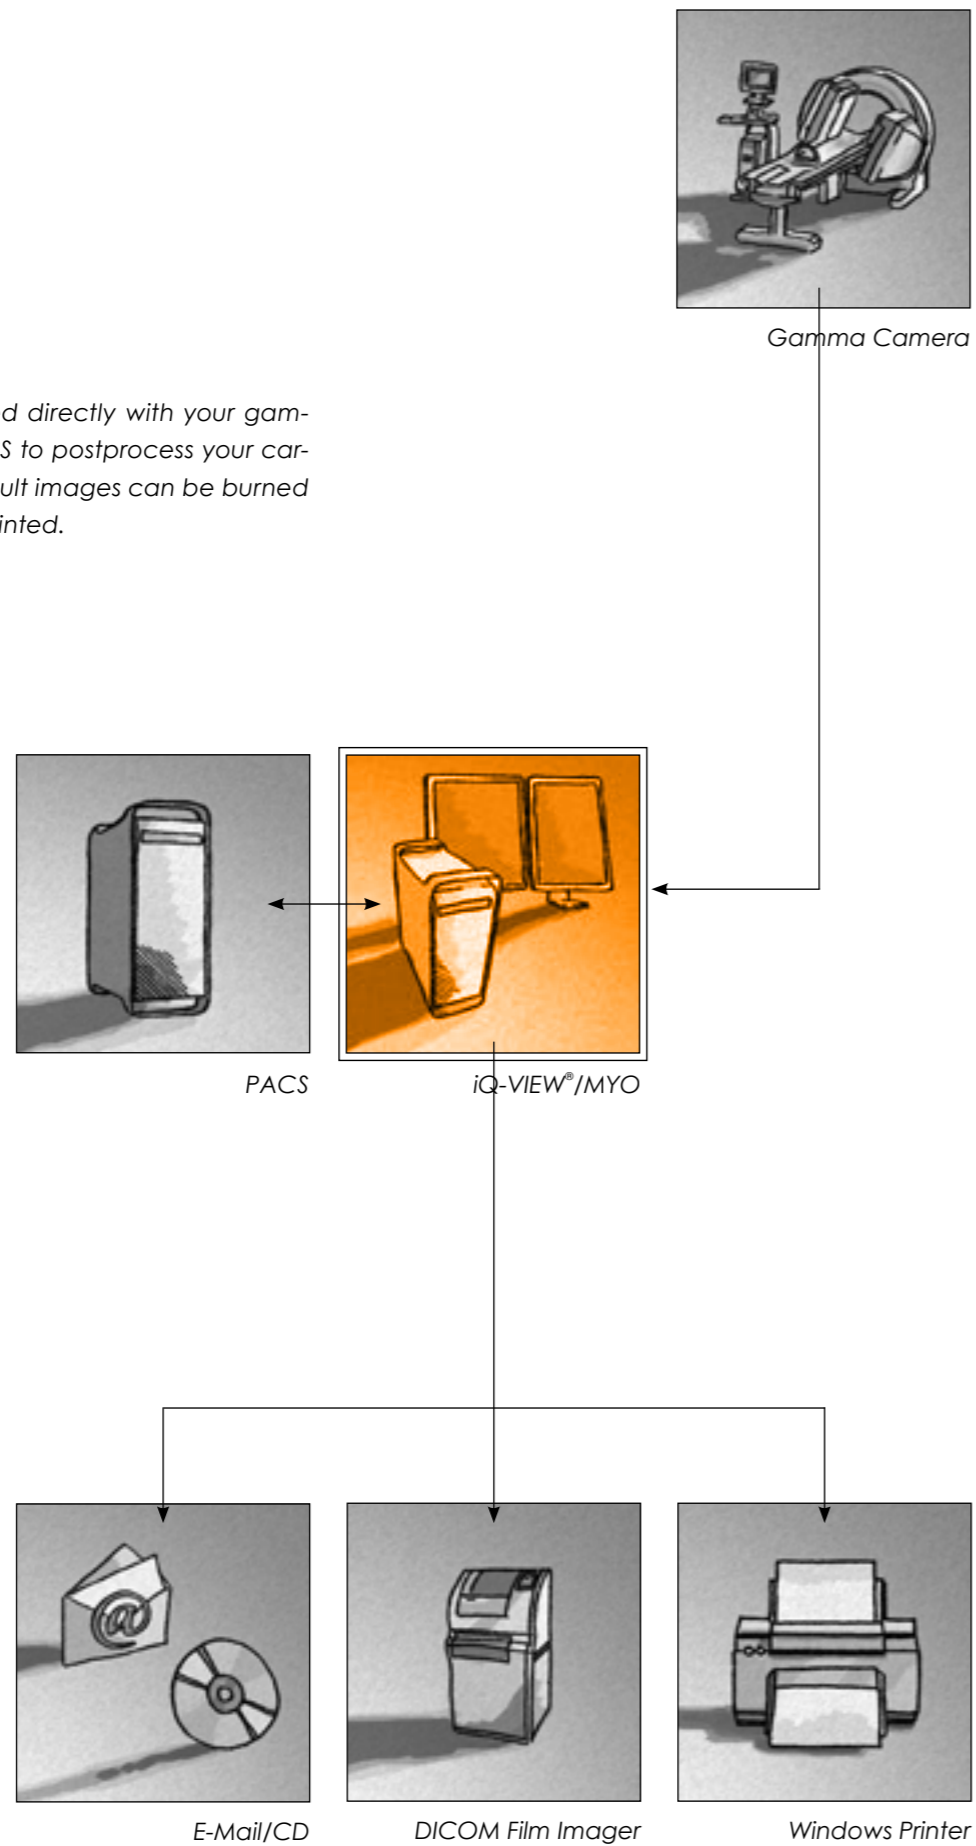 Gamma Camera
d directly with your gam-
S to postprocess your car-
ult images can be burned
inted.
PACS
iQ-VIEW®/MYO
E-Mail/CD
DICOM Film Imager
Windows Printer